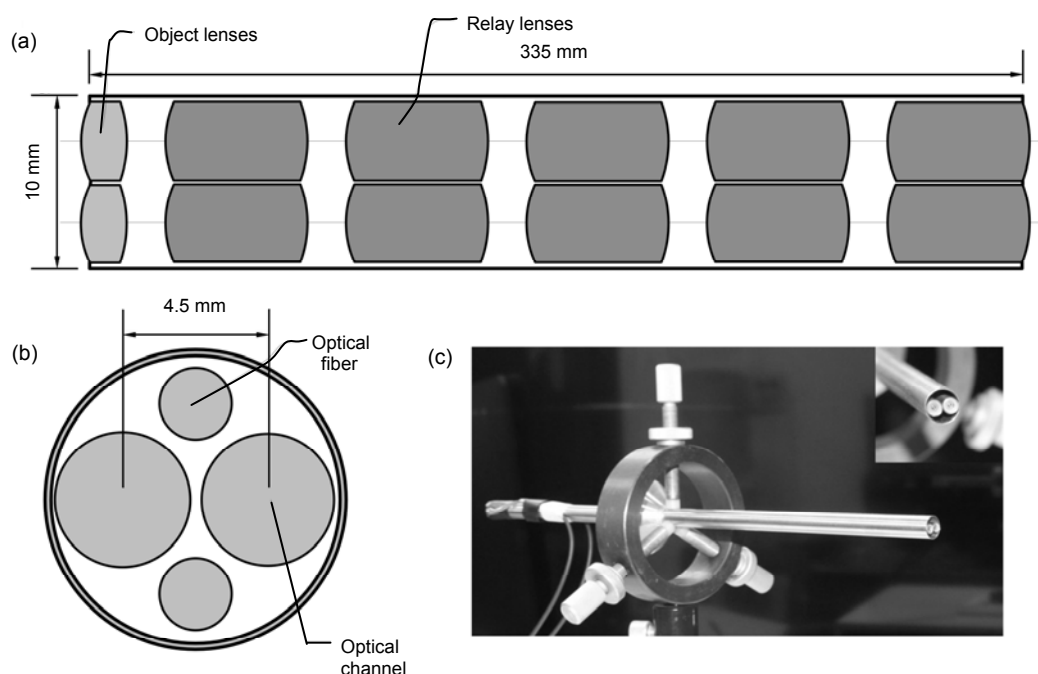 (a)
Object lenses
Relay lenses
335 mm
10 mm
4.5 mm
(b)
Optical
fiber
Optical
channel
(c)